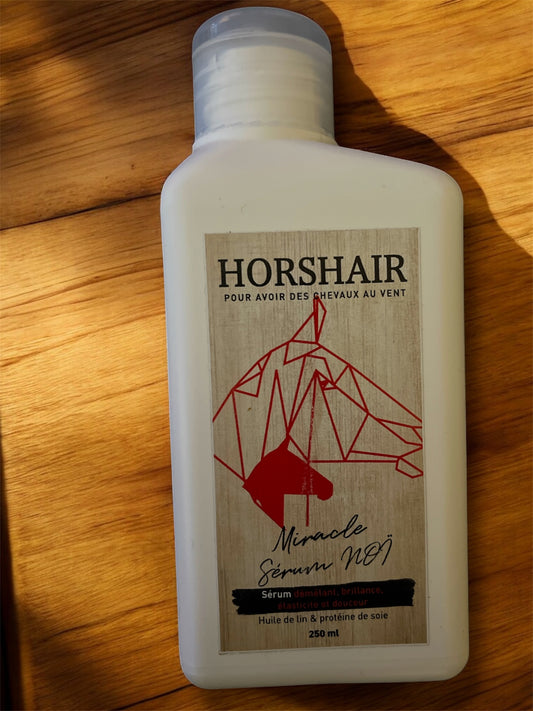 HORSHAIR
POUR AVOIR DES CHEVAUX AU VENT
Miracle
Sérum NOÏ
Sérum démêlant, brillance,
élasticité et douceur
Huile de lin & protéine de soie
250 ml